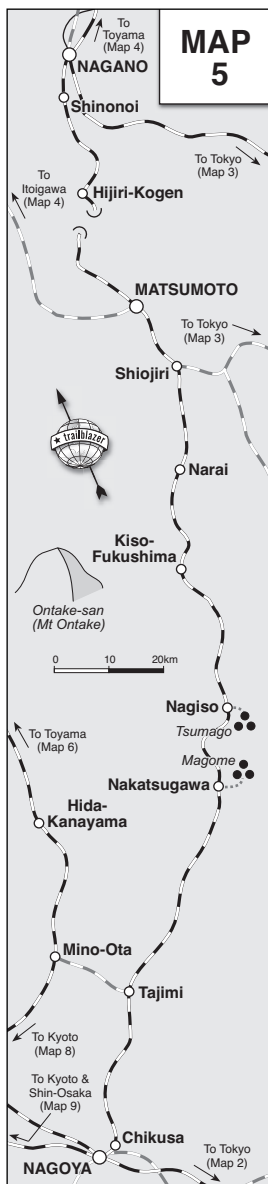 MAP
5
To
Toyama
(Map 4)
NAGANO
Shinonoi
To Tokyo
(Map 3)
To
Itoigawa
(Map 4)
Hijiri-Kogen
MATSUMOTO
To Tokyo
(Map 3)
Shiojiri
★ trailblazer
Narai
Kiso-
Fukushima
Ontake-san
(Mt Ontake)
0 10 20km
Nagiso
Tsumago
To Toyama
(Map 6)
Magome
Nakatsugawa
Hida-
Kanayama
Mino-Ota
Tajimi
To Kyoto
(Map 8)
To Kyoto &
Shin-Osaka
(Map 9)
Chikusa
NAGOYA
To Tokyo
(Map 2)